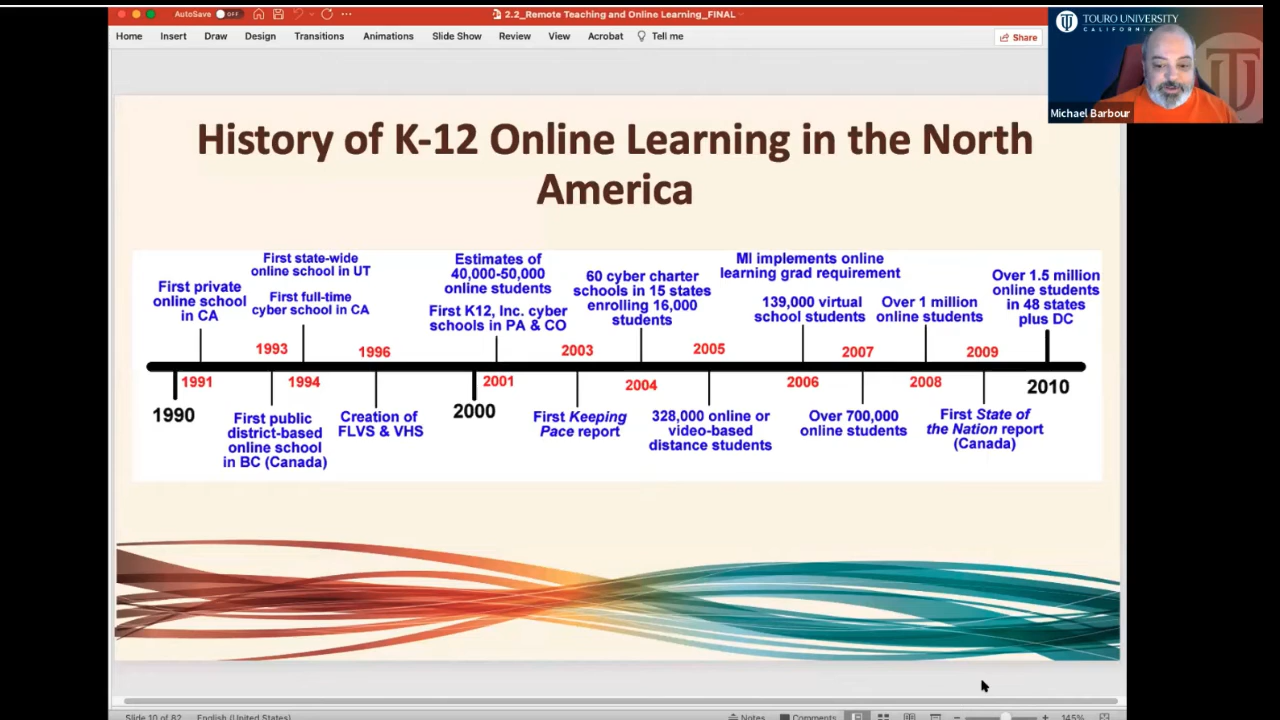 AutoSave OFF
2.2_Remote Teaching and Online Learning_FINAL
Home Insert Draw Design Transitions Animations Slide Show Review View Acrobat Tell me
Share
TOURO UNIVERSITY
CALIFORNIA
Michael Barbour
History of K-12 Online Learning in the North
America
First private
online school
in CA
First state-wide
online school in UT
First full-time
cyber school in CA
Estimates of
40,000-50,000
online students
First K12, Inc. cyber
schools in PA & CO
60 cyber charter
schools in 15 states
enrolling 16,000
students
MI implements online
learning grad requirement
139,000 virtual
school students
Over 1 million
online students
Over 1.5 million
online students
in 48 states
plus DC
1993 1996 2003 2005 2007 2009
1991 1994 2001 2004 2006 2008 2010
1990 2000
First public
district-based
online school
in BC (Canada)
Creation of
FLVS & VHS
First Keeping
Pace report
328,000 online or
video-based
distance students
Over 700,000
online students
First State of
the Nation report
(Canada)
Slide 10 of 82 English (United States) Notes Comments 145%